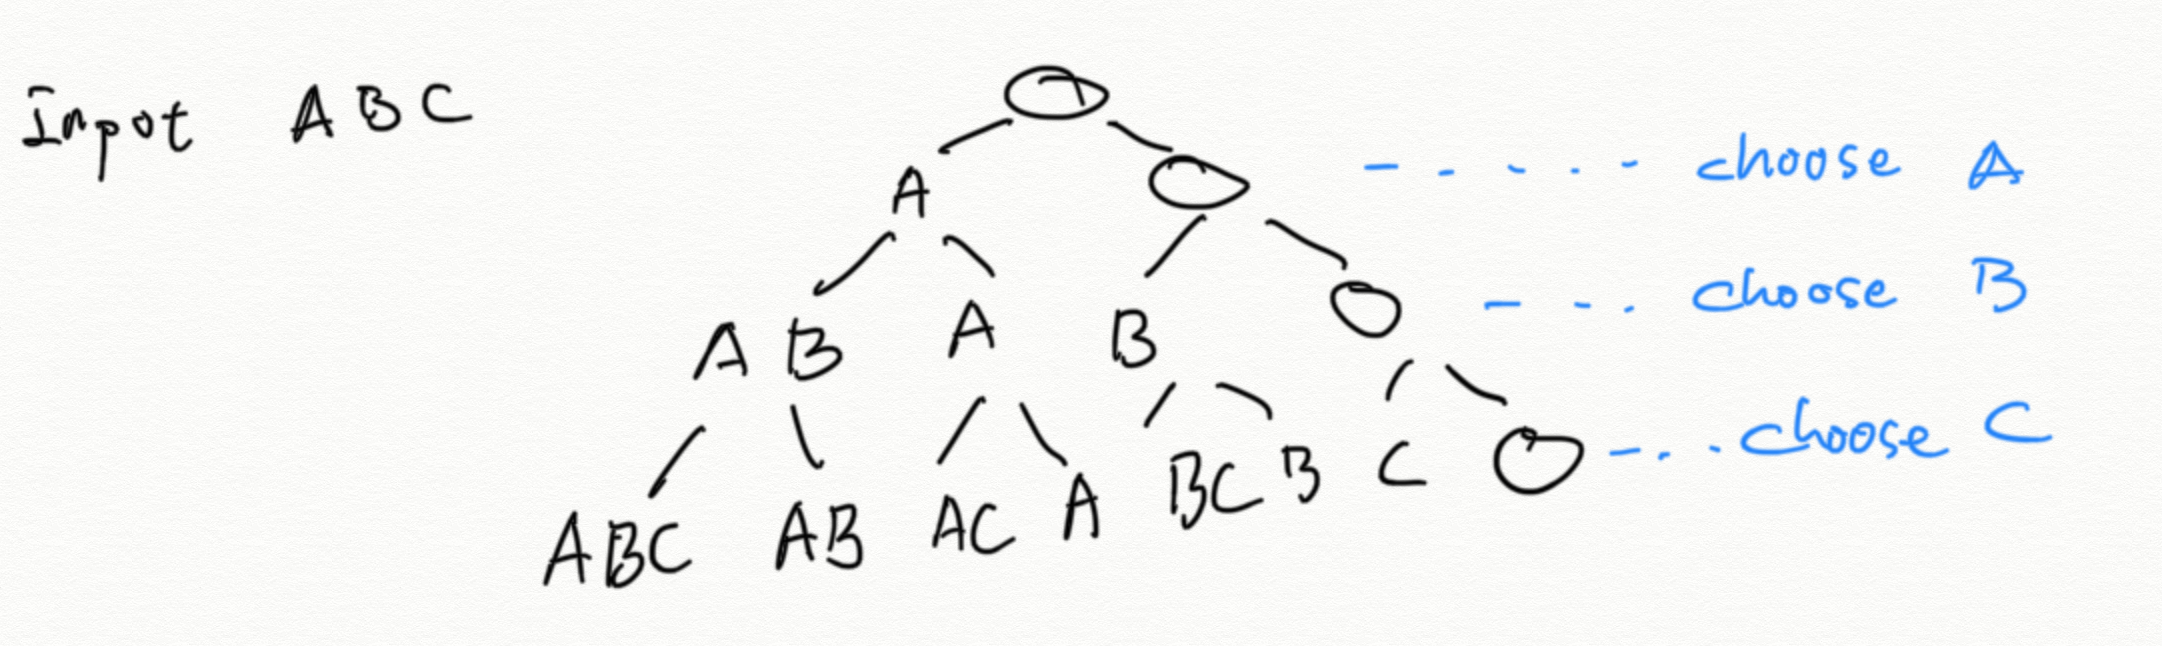 Input ABC
A choose A
AB A B choose B
ABC AB AC A BC B C choose C